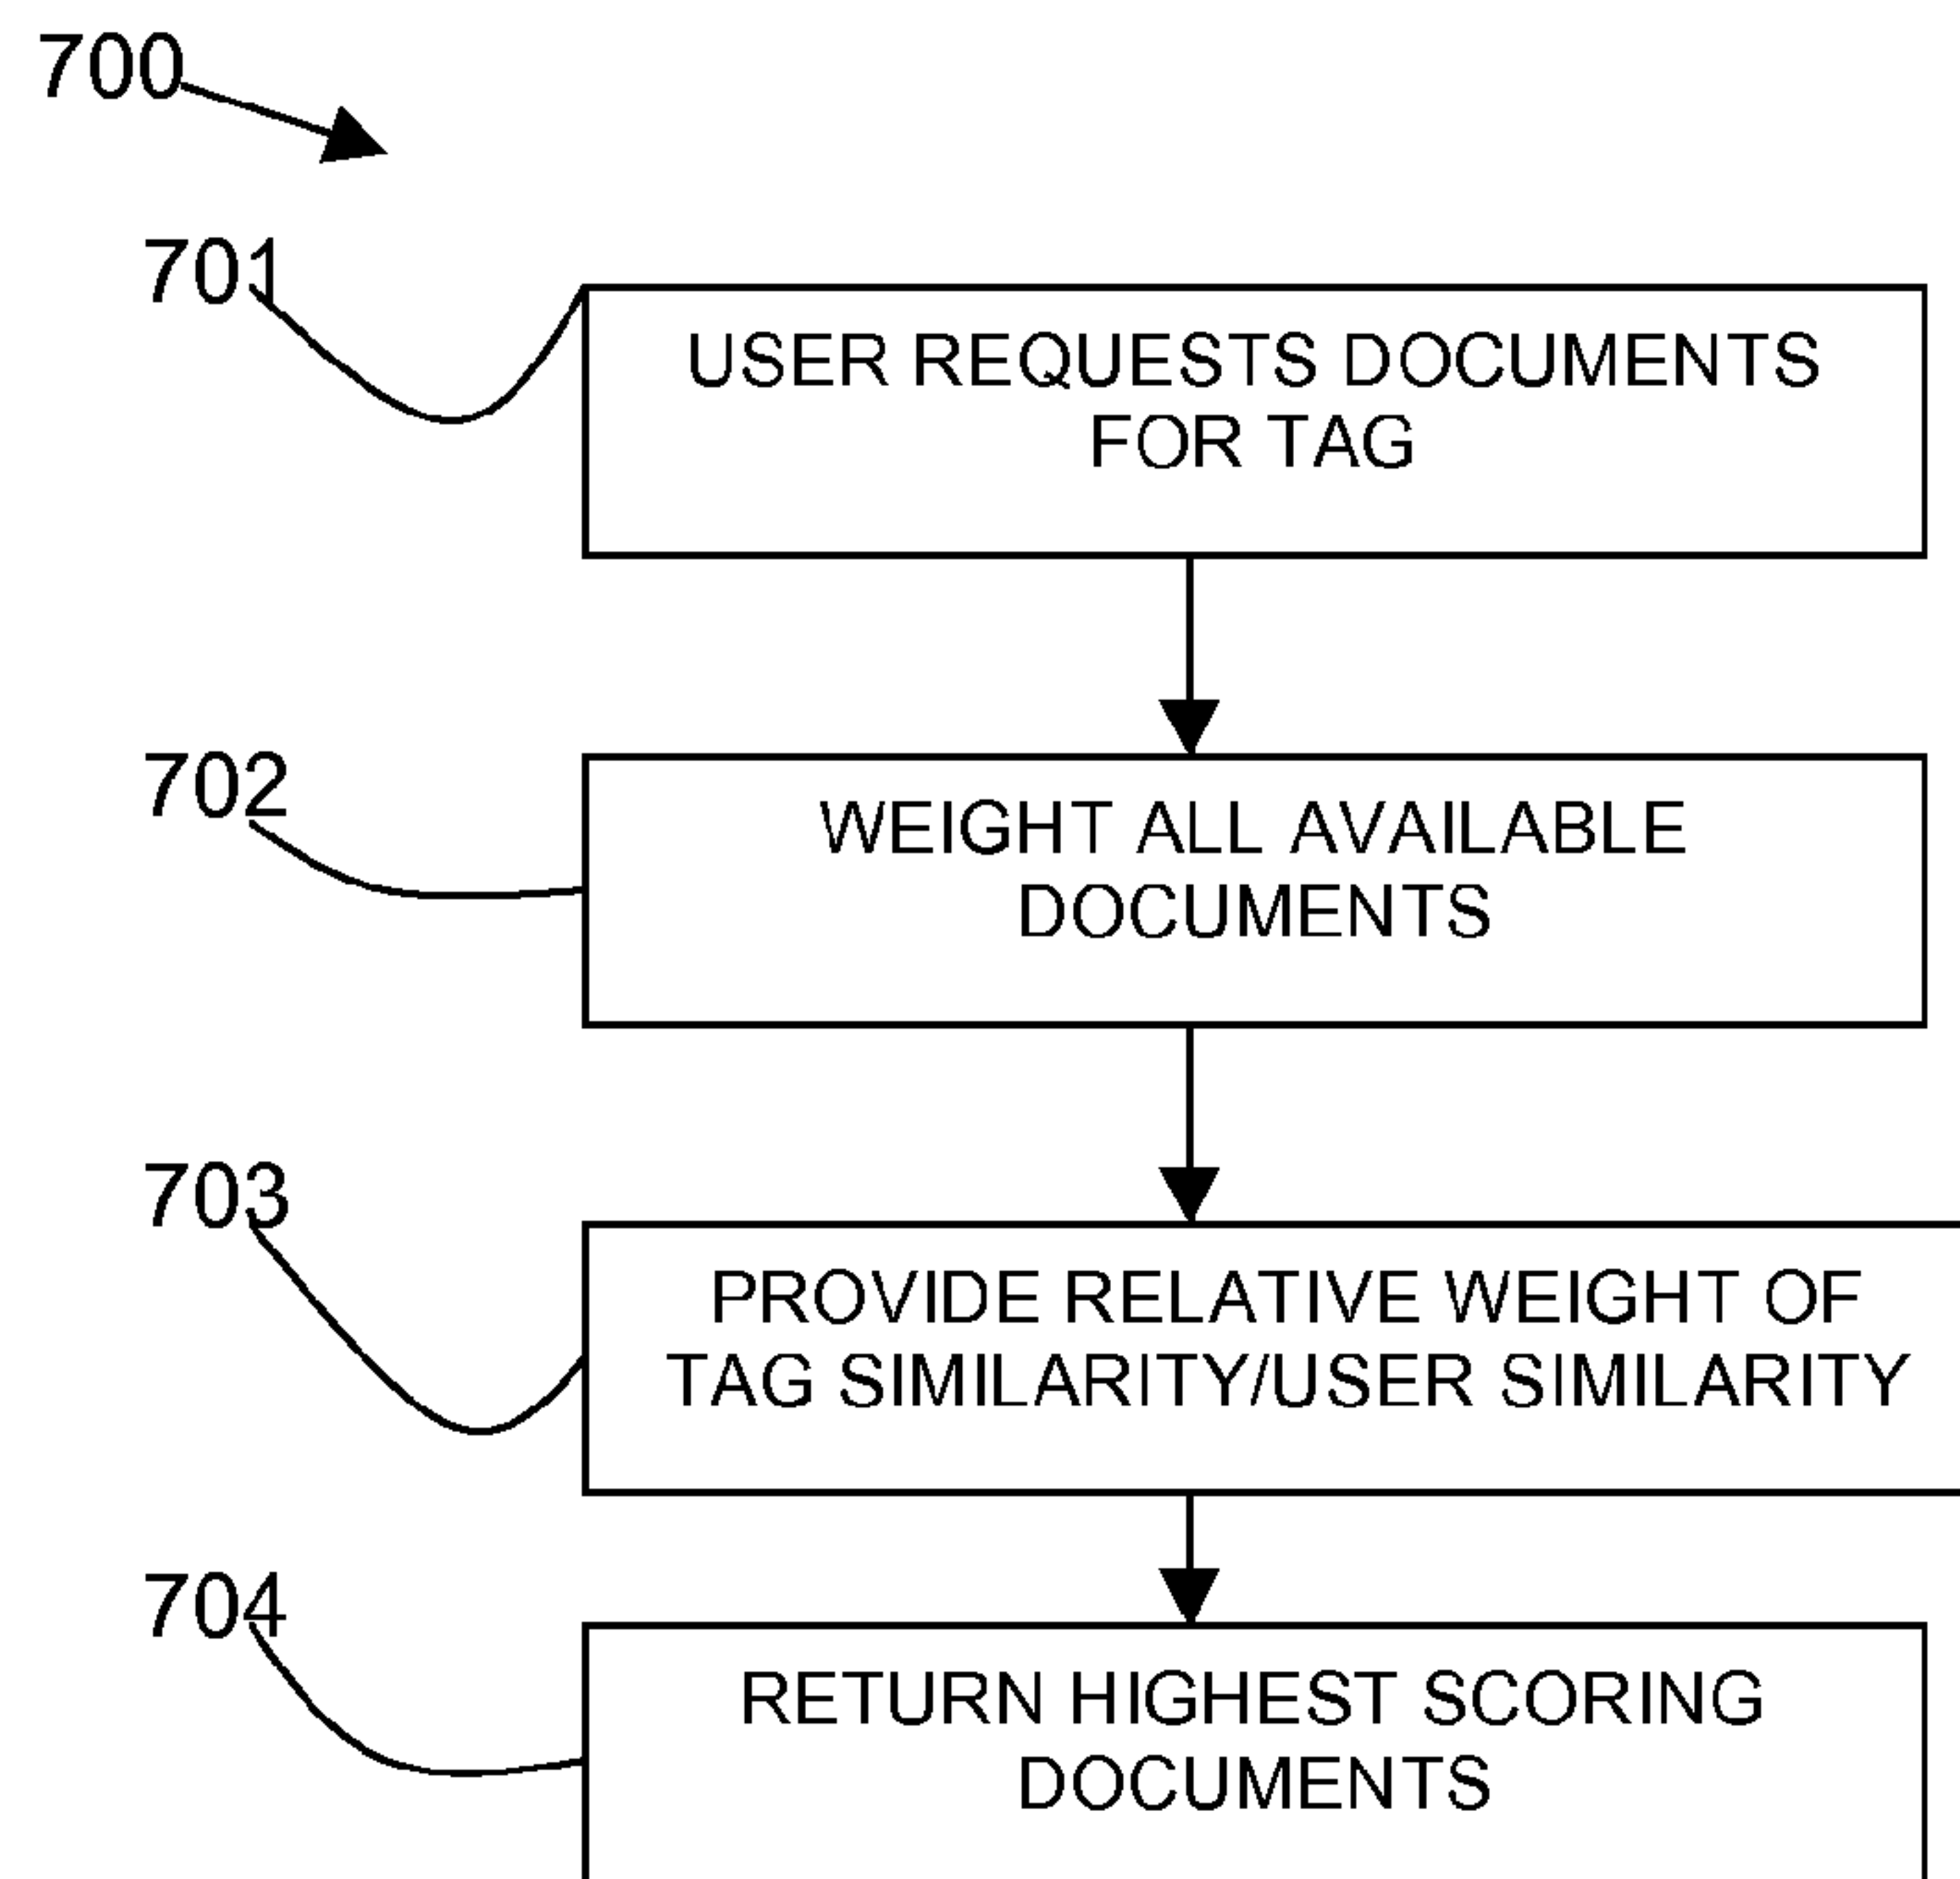 700
701
USER REQUESTS DOCUMENTS
FOR TAG
702
WEIGHT ALL AVAILABLE
DOCUMENTS
703
PROVIDE RELATIVE WEIGHT OF
TAG SIMILARITY/USER SIMILARITY
704
RETURN HIGHEST SCORING
DOCUMENTS